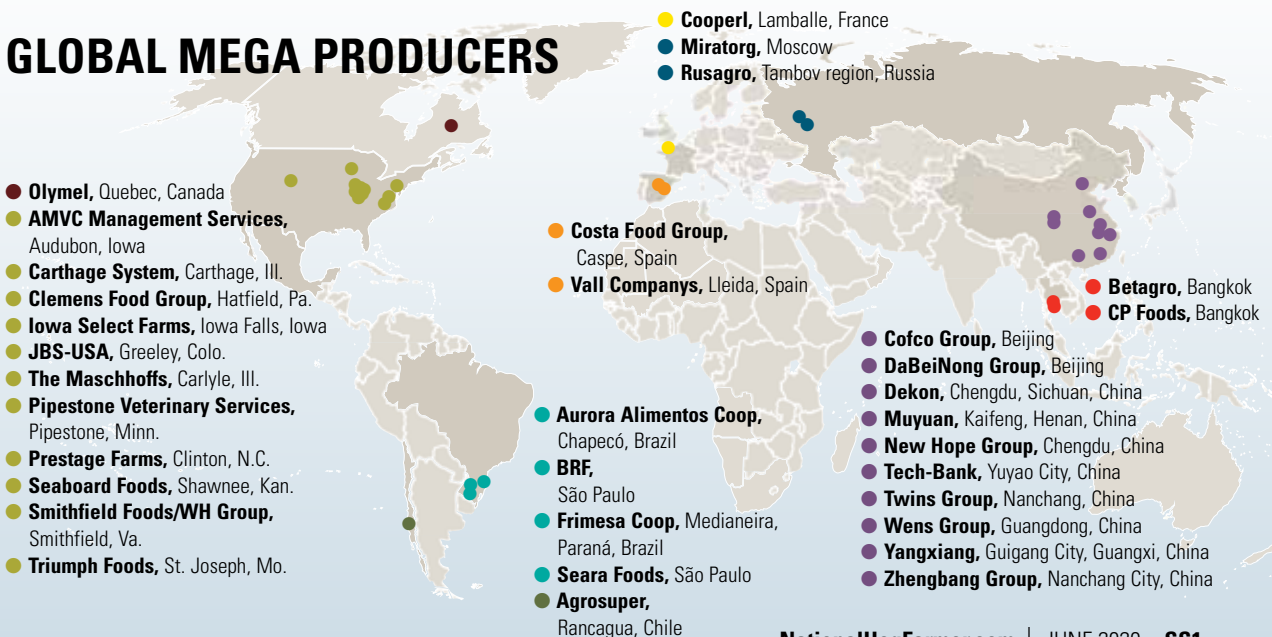 GLOBAL MEGA PRODUCERS
Cooperl, Lamballe, France
Miratorg, Moscow
Rusagro, Tambov region, Russia
Olymel, Quebec, Canada
AMVC Management Services,
Audubon, Iowa
Carthage System, Carthage, Ill.
Clemens Food Group, Hatfield, Pa.
Iowa Select Farms, Iowa Falls, Iowa
JBS-USA, Greeley, Colo.
The Maschhoffs, Carlyle, Ill.
Pipestone Veterinary Services,
Pipestone, Minn.
Prestage Farms, Clinton, N.C.
Seaboard Foods, Shawnee, Kan.
Smithfield Foods/WH Group,
Smithfield, Va.
Triumph Foods, St. Joseph, Mo.
Costa Food Group,
Caspe, Spain
Vall Companys, Lleida, Spain
Aurora Alimentos Coop,
Chapecó, Brazil
BRF,
São Paulo
Frimesa Coop, Medianeira,
Paraná, Brazil
Seara Foods, São Paulo
Agrosuper,
Rancagua, Chile
Betagro, Bangkok
CP Foods, Bangkok
Cofco Group, Beijing
DaBeiNong Group, Beijing
Dekon, Chengdu, Sichuan, China
Muyuan, Kaifeng, Henan, China
New Hope Group, Chengdu, China
Tech-Bank, Yuyao City, China
Twins Group, Nanchang, China
Wens Group, Guangdong, China
Yangxiang, Guigang City, Guangxi, China
Zhengbang Group, Nanchang City, China